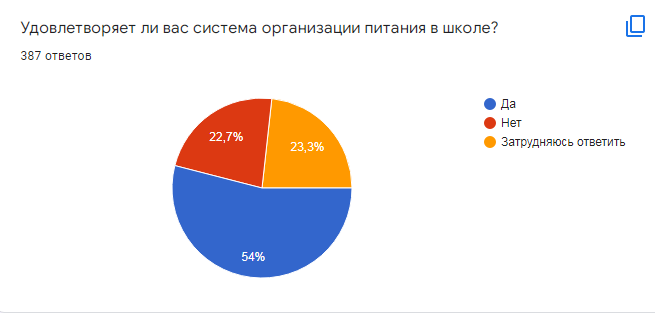 Удовлетворяет ли вас система организации питания в школе?
387 ответов
Да
Нет
Затрудняюсь ответить
22,7%
23,3%
54%